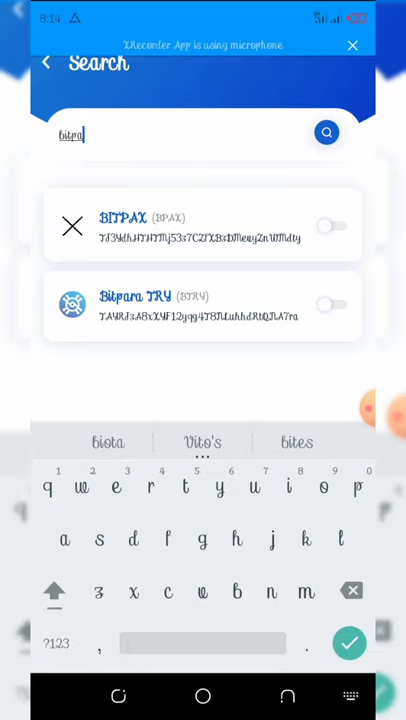 8:14
XRecorder App is using microphone
Search
bitpa
BITPAX (BPAX)
Bitpara TRY (BTRY)
biota Vito's bites
1 2 3 4 5 6 7 8 9 0
q w e r t y u i o p
a s d f g h j k l
z x c v b n m
?123 , .